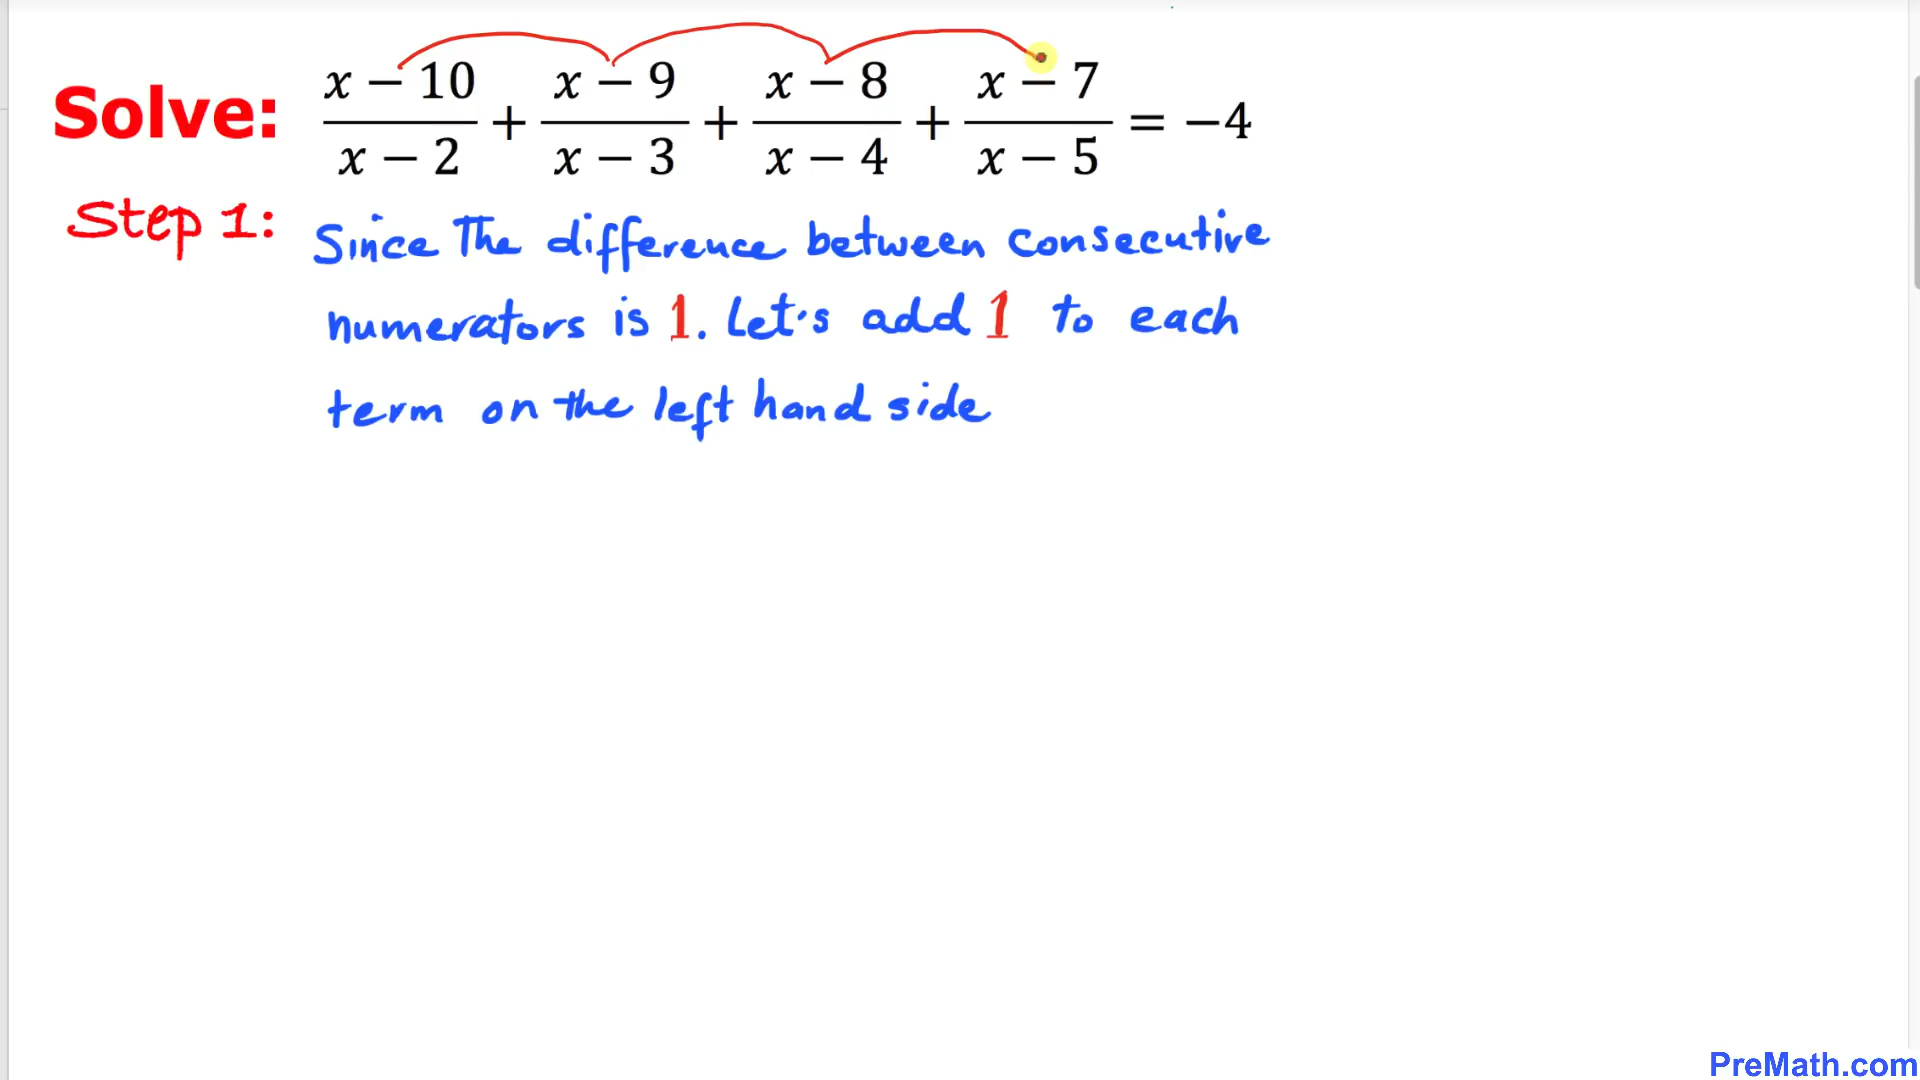 Solve: (x − 10)/(x − 2) + (x − 9)/(x − 3) + (x − 8)/(x − 4) + (x − 7)/(x − 5) = −4
Step 1: Since The difference between consecutive
numerators is 1. Let's add 1 to each
term on the left hand side
PreMath.com